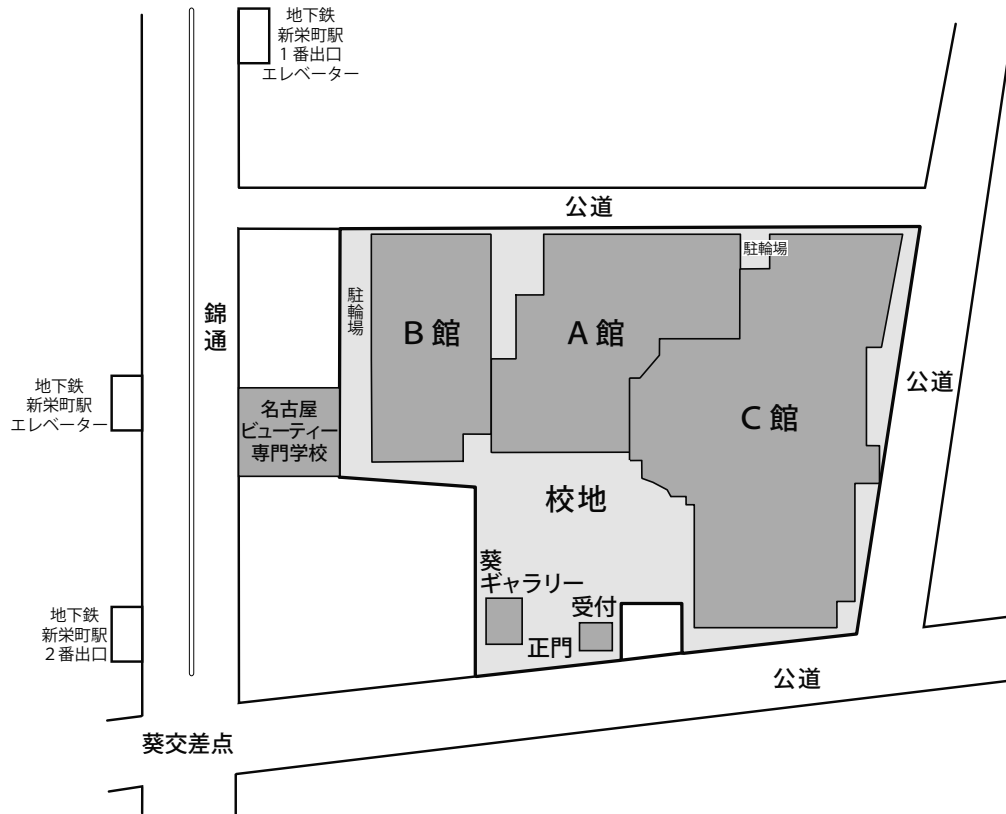 地下鉄
新栄町駅
1番出口
エレベーター
公道
駐輪場
駐輪場
錦通
B館
A館
公道
地下鉄
新栄町駅
エレベーター
名古屋
ビューティー
専門学校
C館
校地
葵
ギャラリー
受付
地下鉄
新栄町駅
2番出口
正門
公道
葵交差点